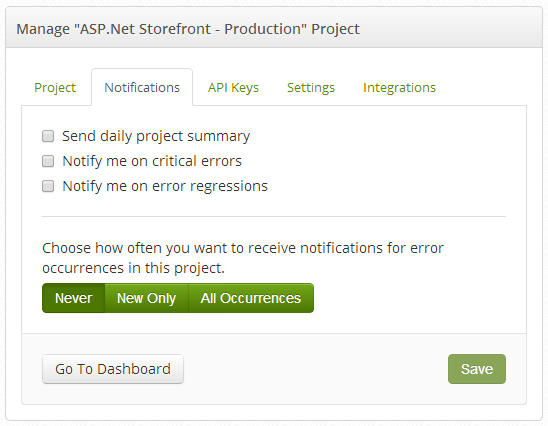 Manage "ASP.Net Storefront - Production" Project
Project Notifications API Keys Settings Integrations
Send daily project summary
Notify me on critical errors
Notify me on error regressions
Choose how often you want to receive notifications for error
occurrences in this project.
Never New Only All Occurrences
Go To Dashboard Save